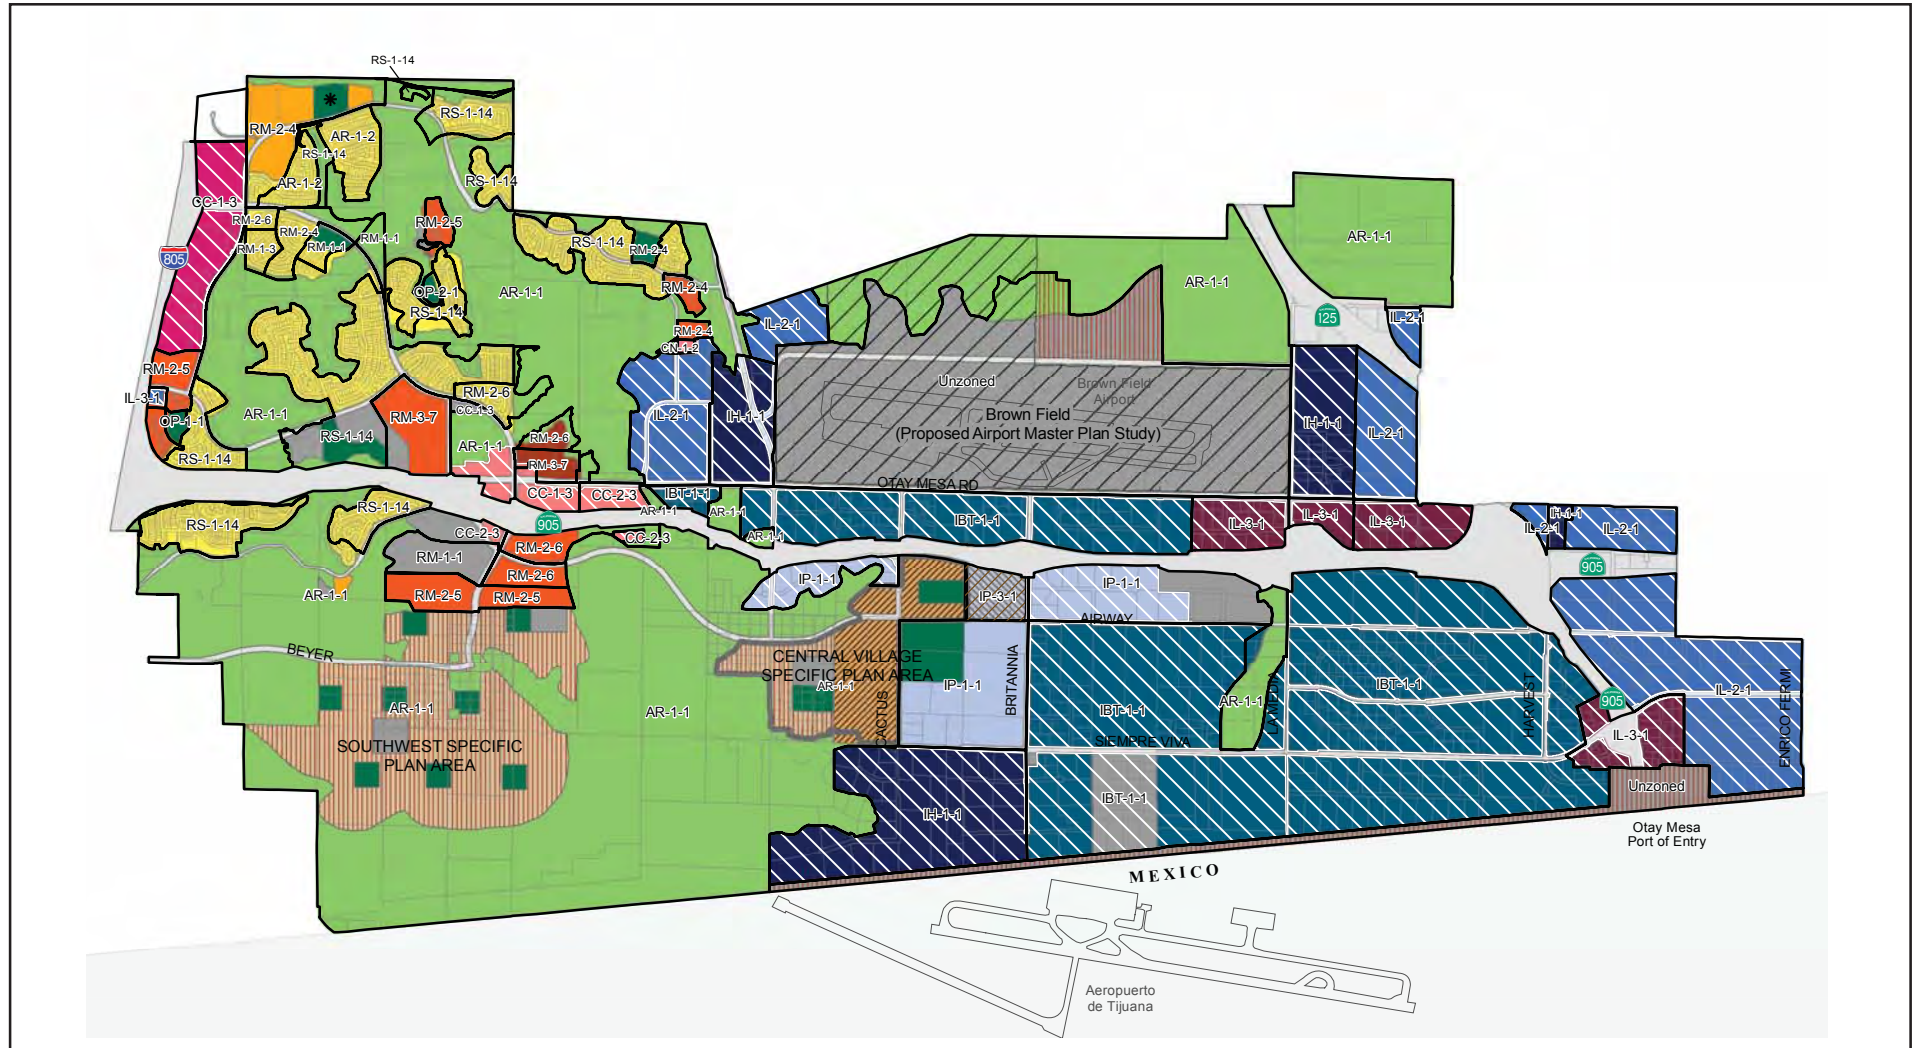 RS-1-14
RM-2-4
AR-1-2
RS-1-14
RS-1-14
AR-1-2
RS-1-14
CC-1-3
RM-2-6
RM-2-4
RM-1-3
RM-1-1
RM-1-1
RM-2-5
RS-1-14
RM-2-4
AR-1-1
AR-1-1
805
OP-2-1
AR-1-1
RM-2-4
RS-1-14
IL-2-1
125
IL-2-1
RM-2-4
CN-1-2
RM-2-5
IL-3-1
OP-1-1
AR-1-1
RM-3-7
RM-2-6
CC-1-3
IL-2-1
IH-1-1
Unzoned
Brown Field
Airport
Brown Field
(Proposed Airport Master Plan Study)
IH-1-1
IL-2-1
RS-1-14
RS-1-14
AR-1-1
RM-2-6
RM-3-7
OTAY MESA RD
CC-1-3
CC-2-3
IBT-1-1
AR-1-1
AR-1-1
AR-1-1
IBT-1-1
IL-3-1
IL-3-1
IL-3-1
IL-2-1
IH-1-1
IL-2-1
RS-1-14
RS-1-14
905
CC-2-3
CC-2-3
RM-1-1
RM-2-6
RM-2-6
905
AR-1-1
RM-2-5
RM-2-5
IP-1-1
IP-3-1
IP-1-1
AIRWAY
BEYER
CENTRAL VILLAGE
SPECIFIC PLAN AREA
AR-1-1
CACTUS
IP-1-1
BRITANNIA
IBT-1-1
AR-1-1
LA MEDIA
IBT-1-1
HARVEST
905
IL-2-1
ENRICO FERMI
AR-1-1
AR-1-1
SOUTHWEST SPECIFIC
PLAN AREA
SIEMPRE VIVA
IL-3-1
IH-1-1
IBT-1-1
Unzoned
Otay Mesa
Port of Entry
MEXICO
Aeropuerto
de Tijuana